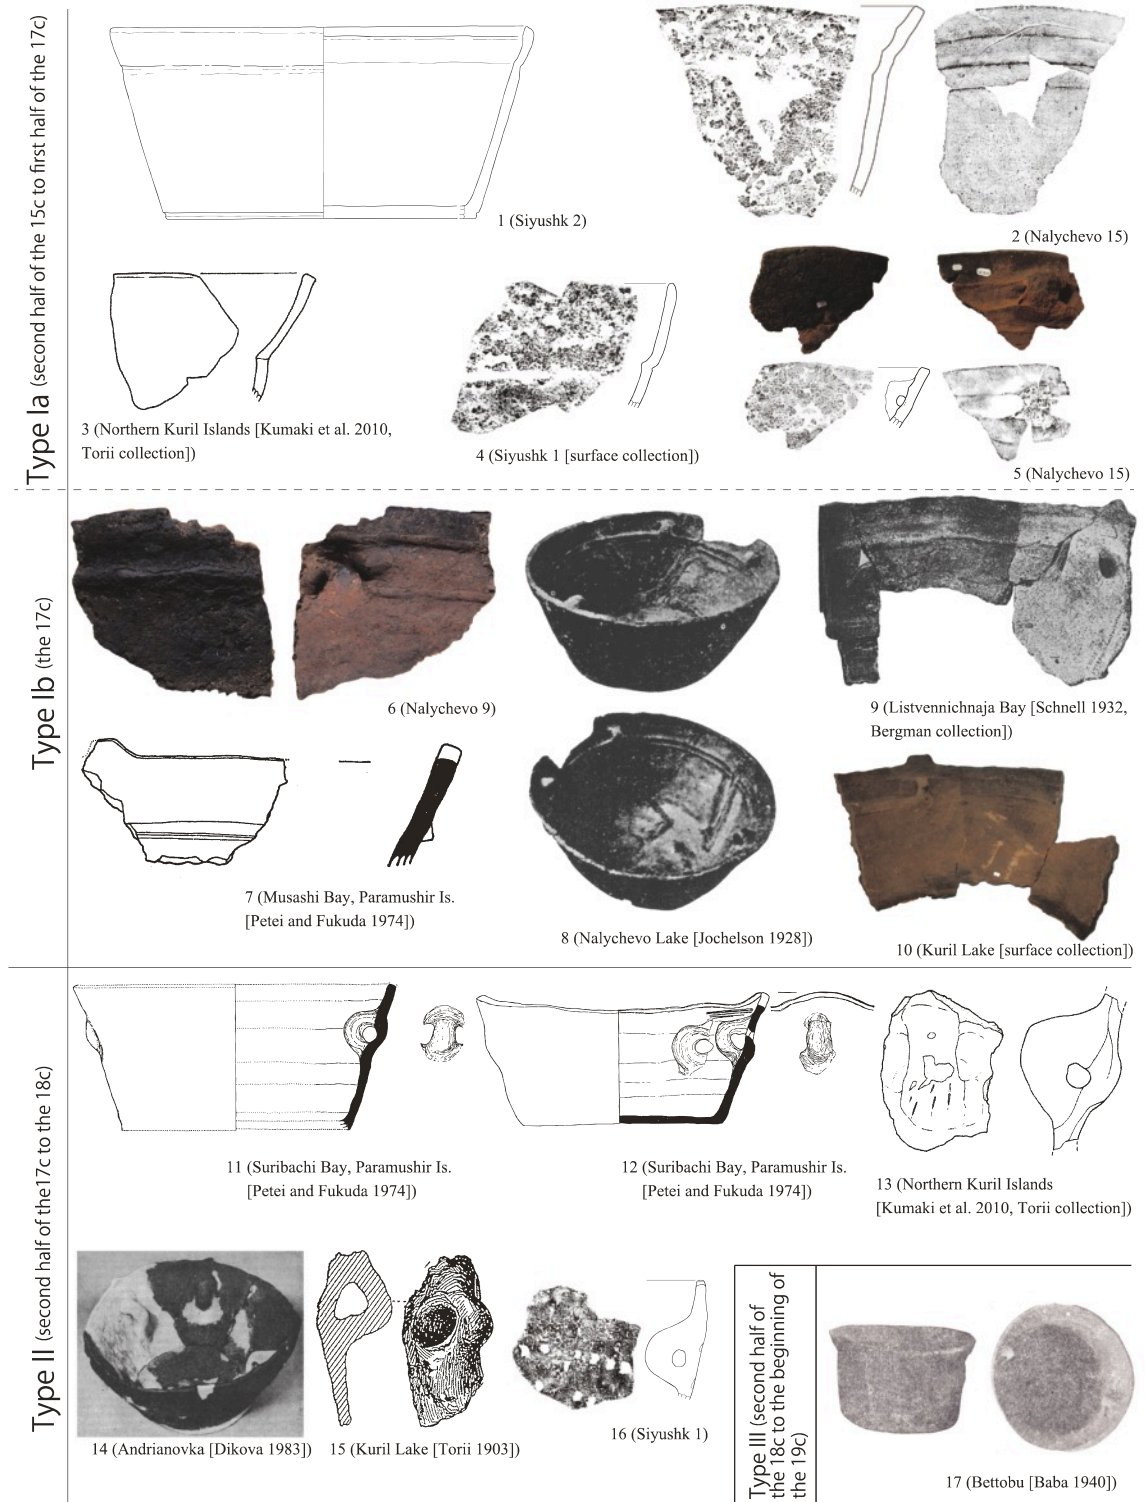 Type Ia (second half of the 15c to first half of the 17c)
1 (Siyushk 2)
2 (Nalychevo 15)
3 (Northern Kuril Islands [Kumaki et al. 2010,
Torii collection])
4 (Siyushk 1 [surface collection])
5 (Nalychevo 15)
Type Ib (the 17c)
6 (Nalychevo 9)
7 (Musashi Bay, Paramushir Is.
[Petei and Fukuda 1974])
8 (Nalychevo Lake [Jochelson 1928])
9 (Listvennichnaja Bay [Schnell 1932,
Bergman collection])
10 (Kuril Lake [surface collection])
Type II (second half of the17c to the 18c)
11 (Suribachi Bay, Paramushir Is.
[Petei and Fukuda 1974])
12 (Suribachi Bay, Paramushir Is.
[Petei and Fukuda 1974])
13 (Northern Kuril Islands
[Kumaki et al. 2010, Torii collection])
14 (Andrianovka [Dikova 1983])
15 (Kuril Lake [Torii 1903])
16 (Siyushk 1)
Type III (second half of
the 18c to the beginning of
the 19c)
17 (Bettobu [Baba 1940])